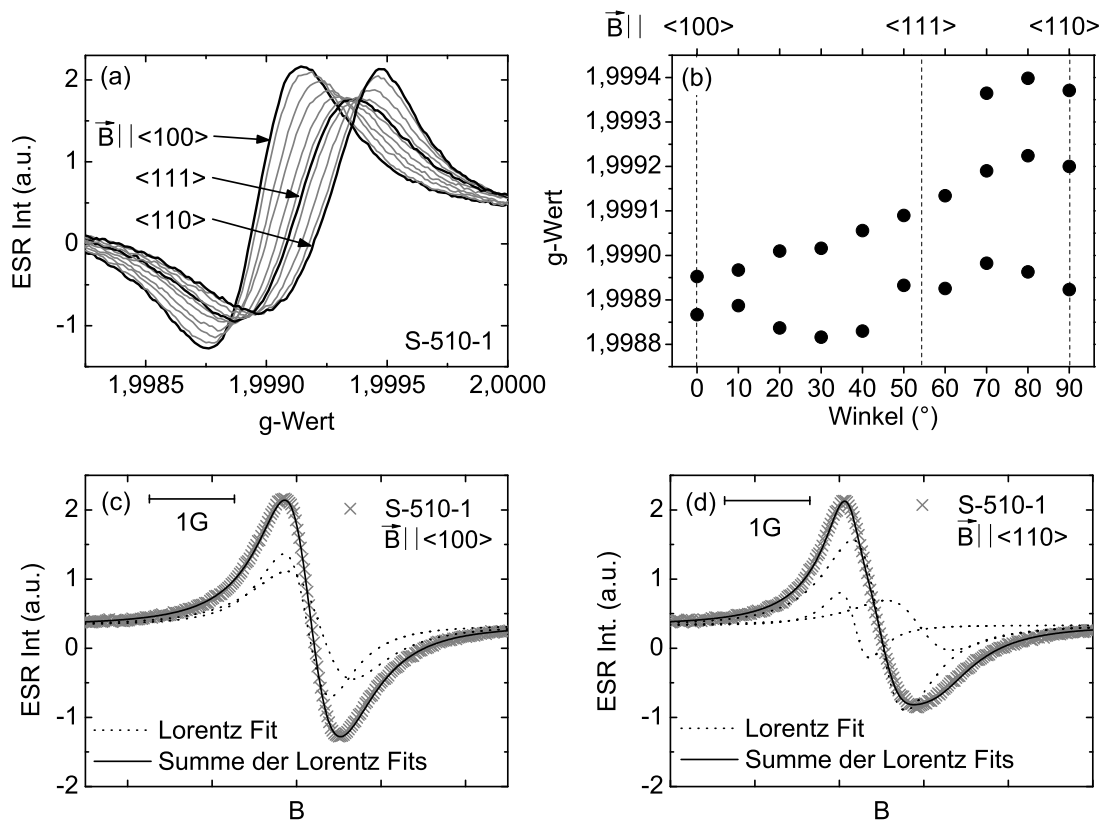 (a)
2
1
0
-1
ESR Int (a.u.)
B||<100>
<111>
<110>
S-510-1
1,9985 1,9990 1,9995 2,0000
g-Wert
B|| <100> <111> <110>
(b)
1,9994
1,9993
1,9992
1,9991
1,9990
1,9989
1,9988
g-Wert
0 10 20 30 40 50 60 70 80 90
Winkel (°)
(c)
2
1
0
-1
-2
ESR Int (a.u.)
1G
S-510-1
B||<100>
Lorentz Fit
Summe der Lorentz Fits
B
(d)
2
1
0
-1
-2
ESR Int. (a.u.)
1G
S-510-1
B||<110>
Lorentz Fit
Summe der Lorentz Fits
B